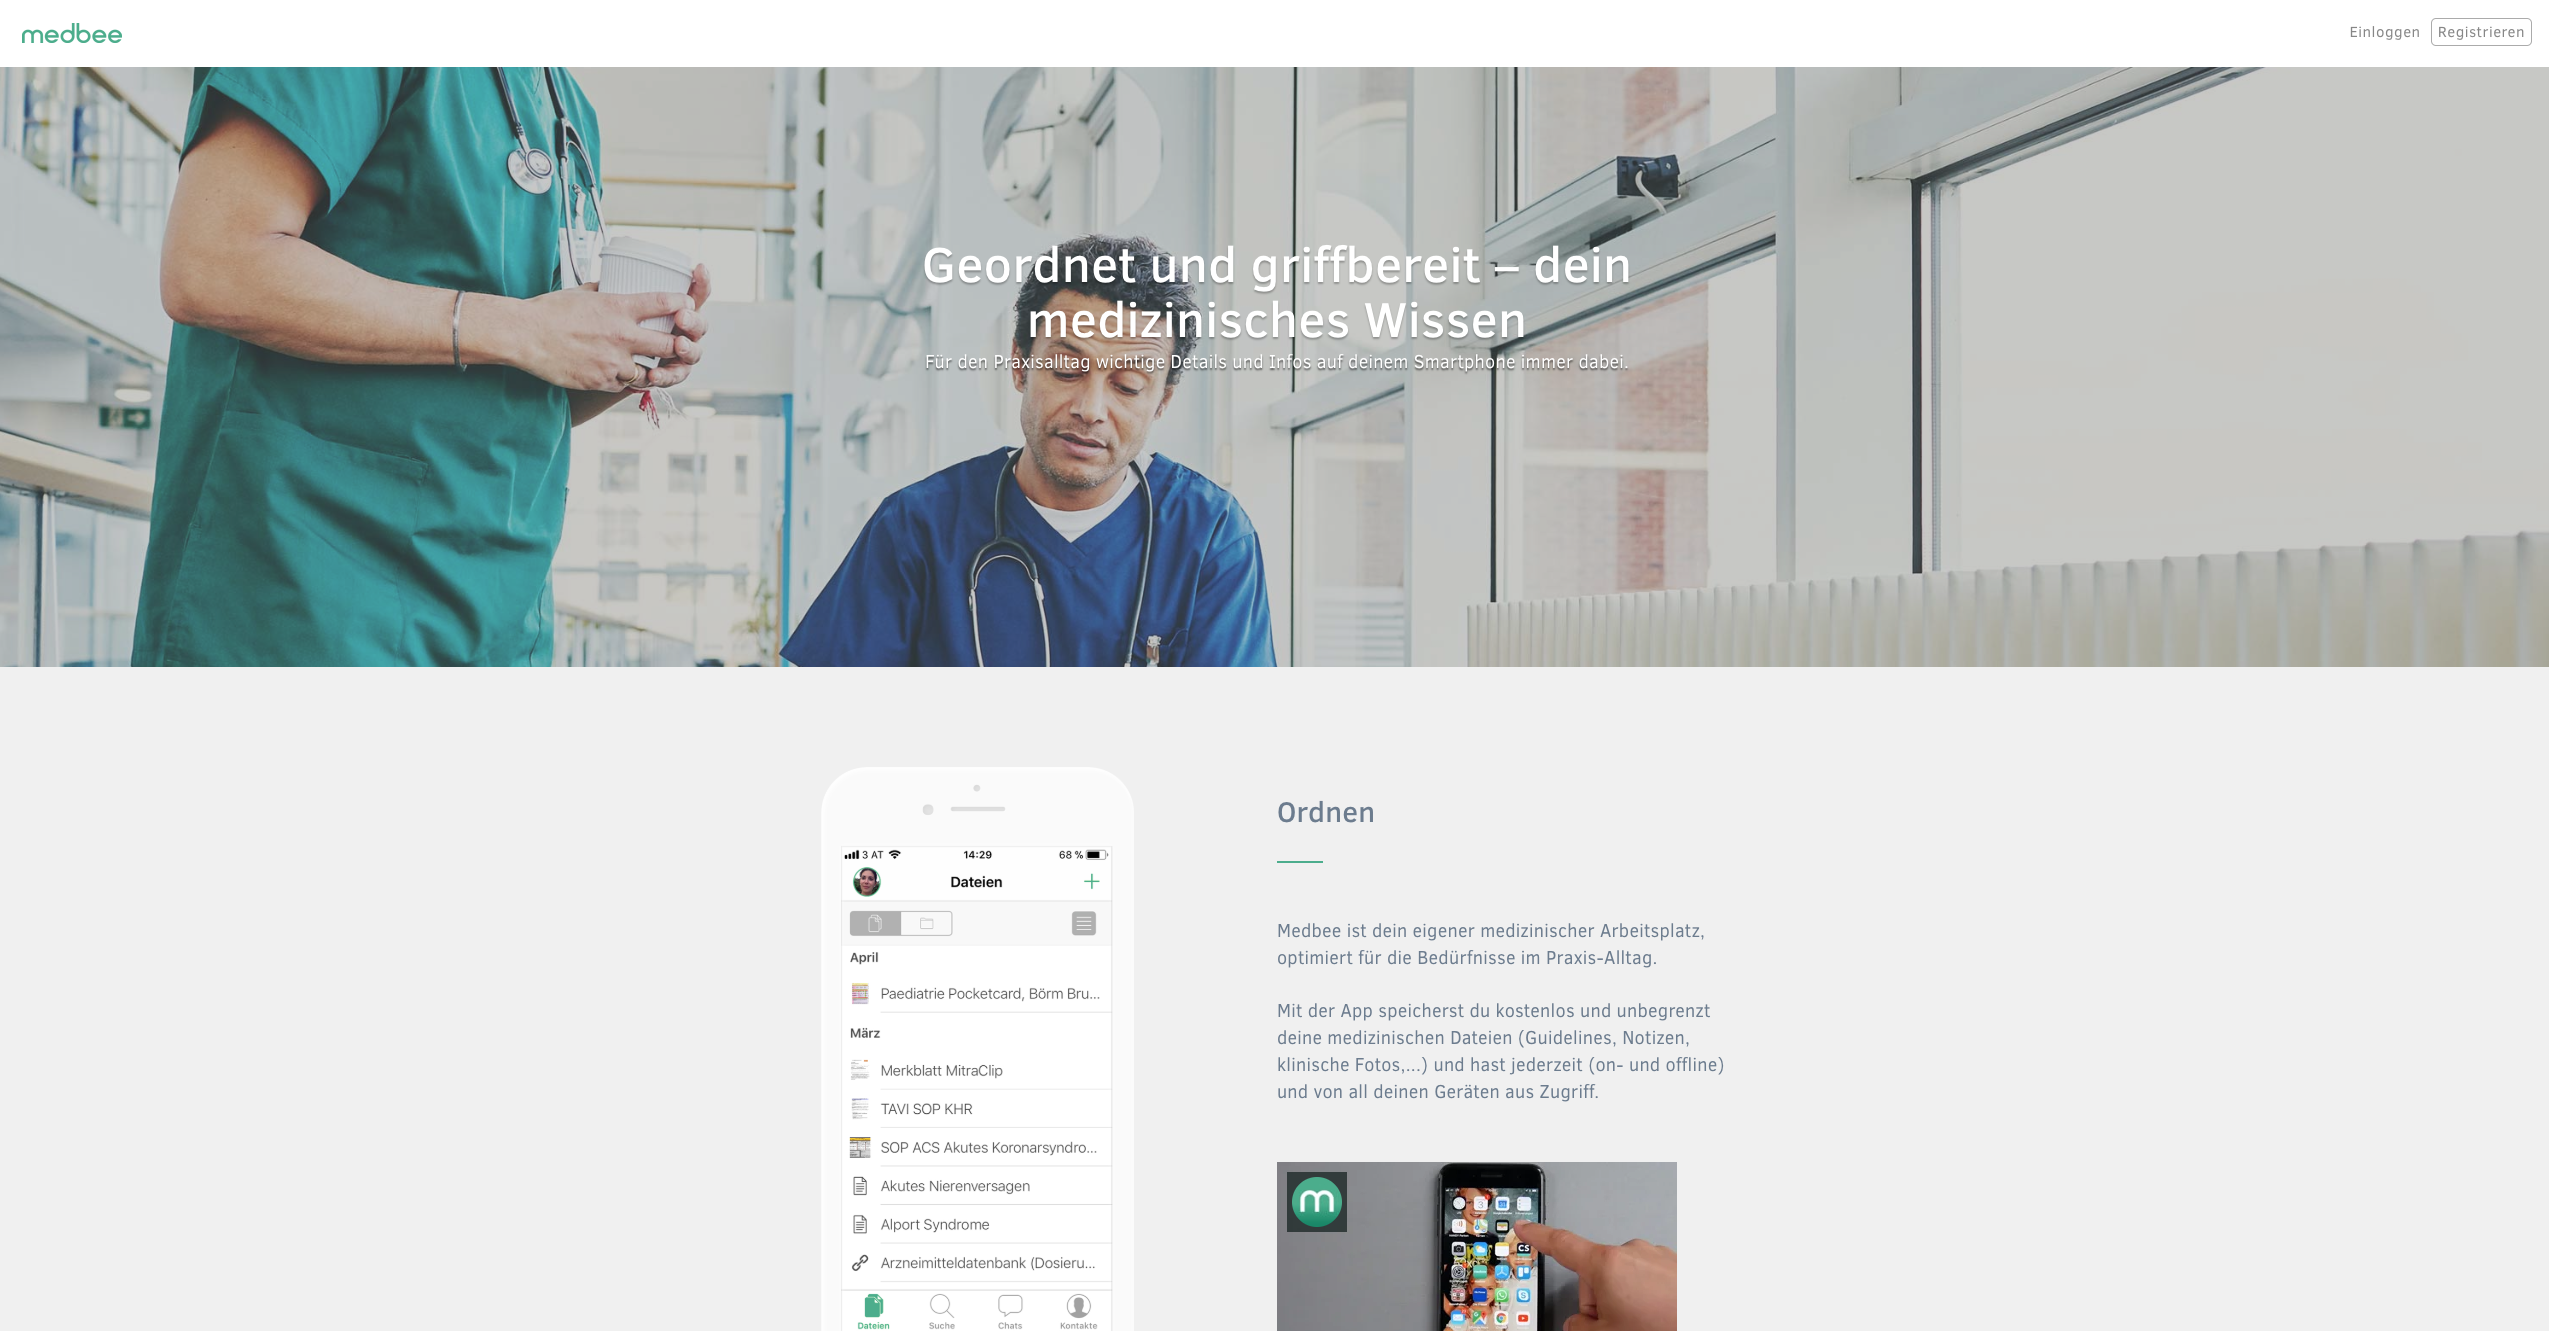 medbee
Einloggen
Registrieren
Geordnet und griffbereit – dein
medizinisches Wissen
Für den Praxisalltag wichtige Details und Infos auf deinem Smartphone immer dabei.
3 AT
14:29
68 %
Dateien
April
Paediatrie Pocketcard, Börm Bru...
März
Merkblatt MitraClip
TAVI SOP KHR
SOP ACS Akutes Koronarsyndro...
Akutes Nierenversagen
Alport Syndrome
Arzneimitteldatenbank (Dosieru...
Dateien
Suche
Chats
Kontakte
Ordnen
Medbee ist dein eigener medizinischer Arbeitsplatz,
optimiert für die Bedürfnisse im Praxis-Alltag.
Mit der App speicherst du kostenlos und unbegrenzt
deine medizinischen Dateien (Guidelines, Notizen,
klinische Fotos,...) und hast jederzeit (on- und offline)
und von all deinen Geräten aus Zugriff.
m
CS